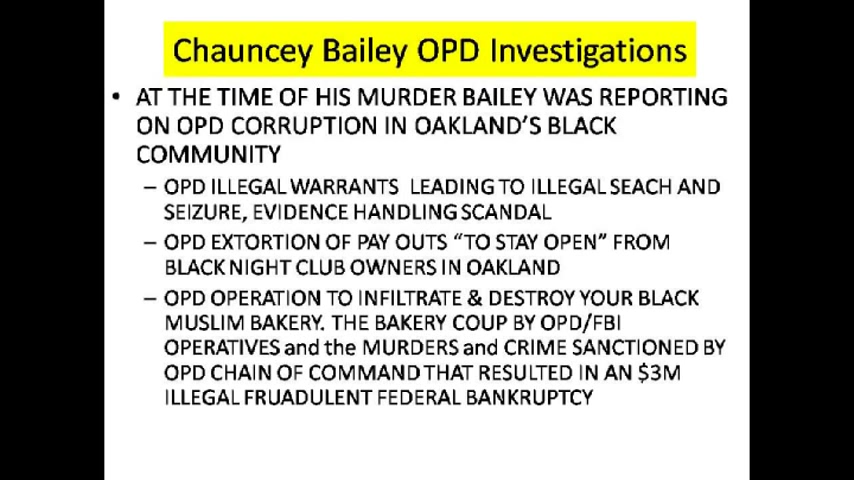 Chauncey Bailey OPD Investigations
• AT THE TIME OF HIS MURDER BAILEY WAS REPORTING
ON OPD CORRUPTION IN OAKLAND'S BLACK
COMMUNITY
– OPD ILLEGAL WARRANTS LEADING TO ILLEGAL SEACH AND
SEIZURE, EVIDENCE HANDLING SCANDAL
– OPD EXTORTION OF PAY OUTS “TO STAY OPEN” FROM
BLACK NIGHT CLUB OWNERS IN OAKLAND
– OPD OPERATION TO INFILTRATE & DESTROY YOUR BLACK
MUSLIM BAKERY. THE BAKERY COUP BY OPD/FBI
OPERATIVES and the MURDERS and CRIME SANCTIONED BY
OPD CHAIN OF COMMAND THAT RESULTED IN AN $3M
ILLEGAL FRUADULENT FEDERAL BANKRUPTCY